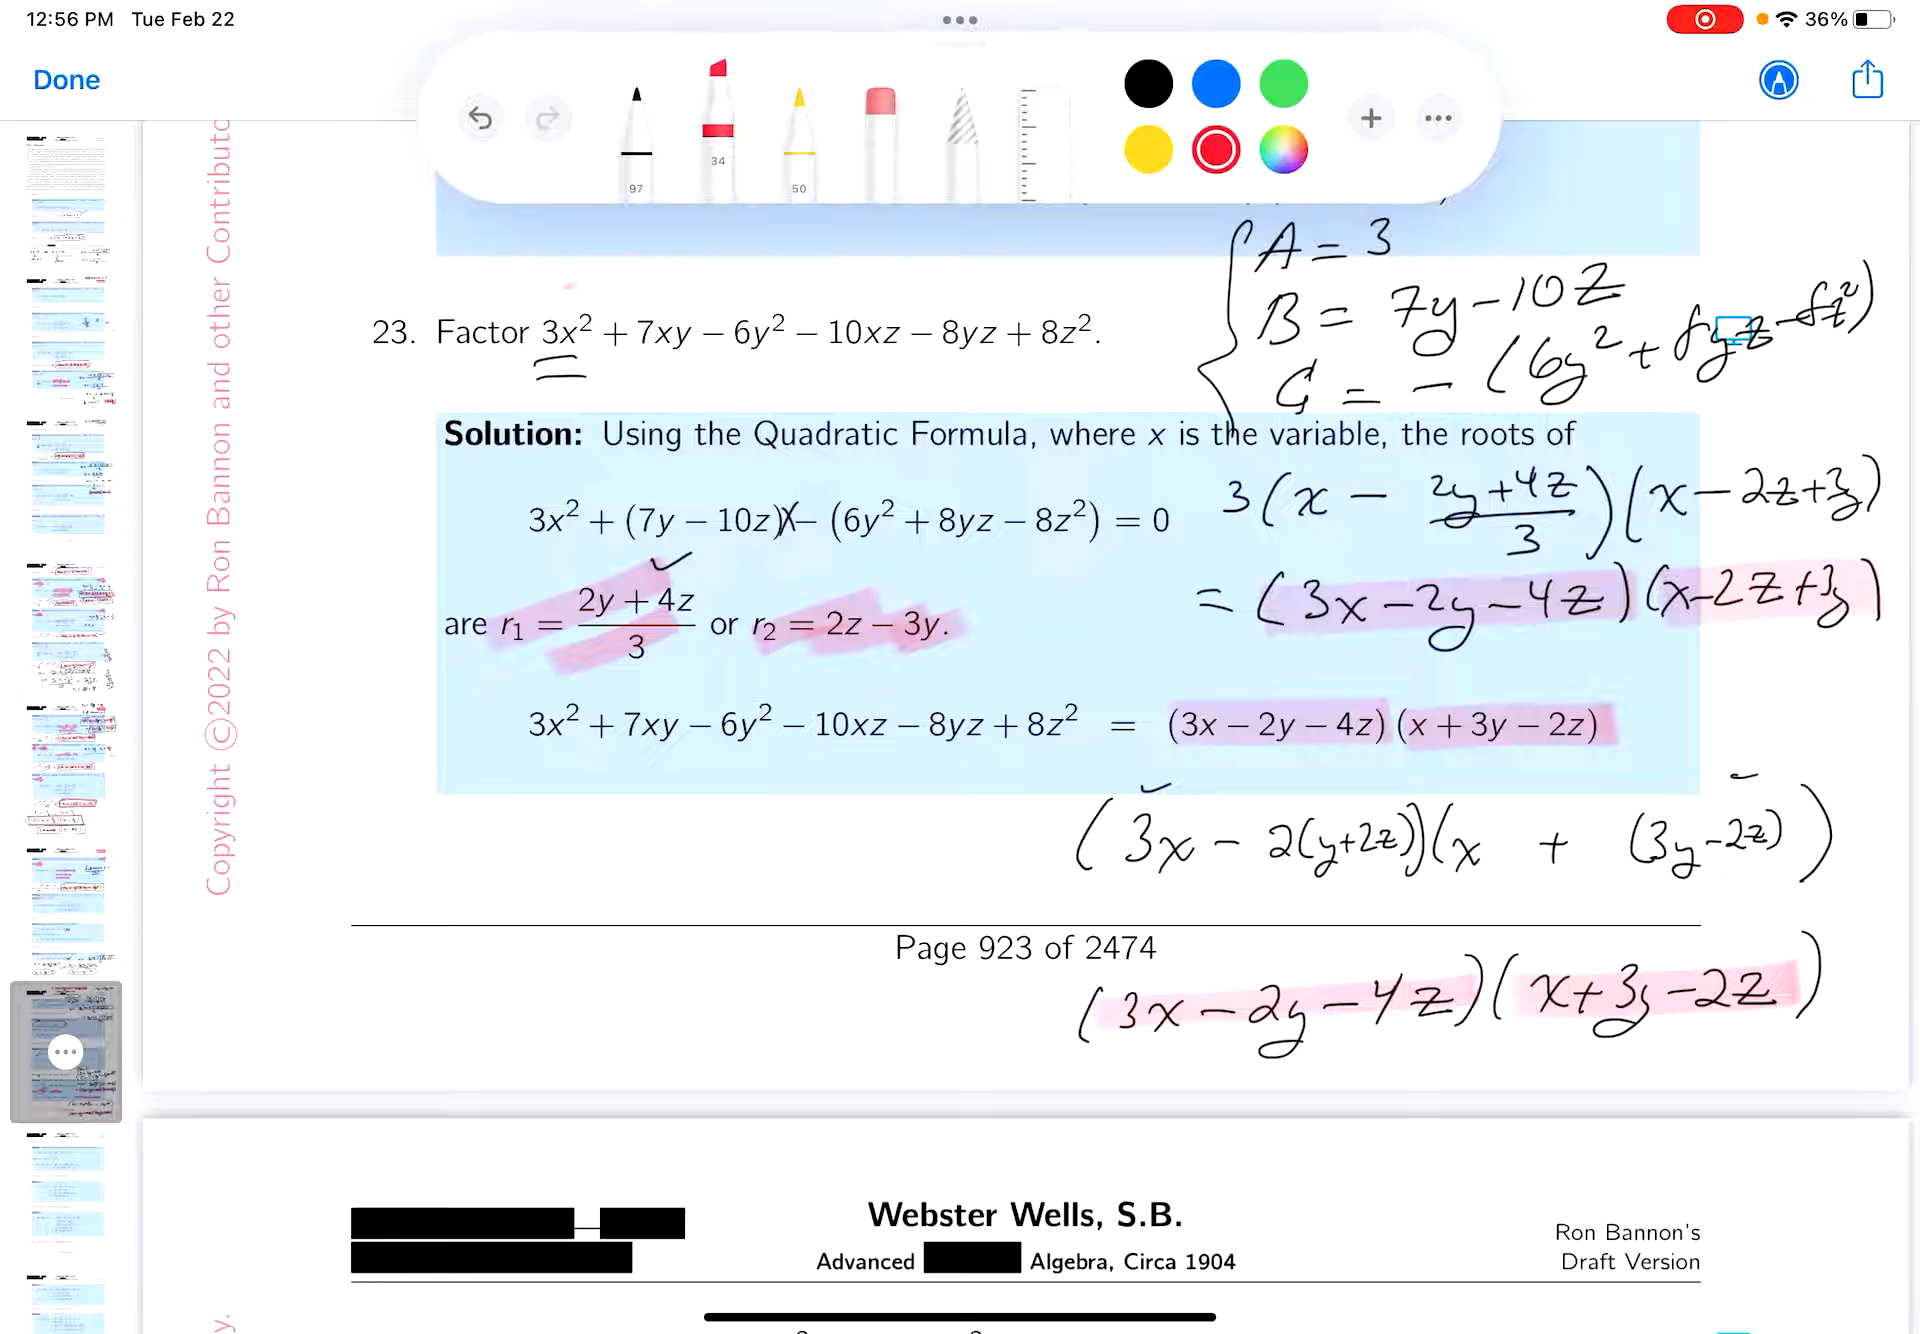 12:56 PM Tue Feb 22
36%
Done
97
34
50
Copyright ©2022 by Ron Bannon and other Contributo
A = 3
B = 7y - 10z
C = - (6y² + 8yz - 8z²)
23. Factor 3x² + 7xy − 6y² − 10xz − 8yz + 8z².
Solution: Using the Quadratic Formula, where x is the variable, the roots of
3x² + (7y − 10z)x − (6y² + 8yz − 8z²) = 0
3(x - (2y+4z)/3)(x - 2z + 3y)
= (3x - 2y - 4z)(x - 2z + 3y)
are r₁ = (2y + 4z)/3 or r₂ = 2z − 3y.
3x² + 7xy − 6y² − 10xz − 8yz + 8z² = (3x − 2y − 4z) (x + 3y − 2z)
(3x - 2(y+2z))(x + (3y-2z))
Page 923 of 2474
(3x - 2y - 4z)(x + 3y - 2z)
Webster Wells, S.B.
Advanced Algebra, Circa 1904
Ron Bannon's
Draft Version
y.